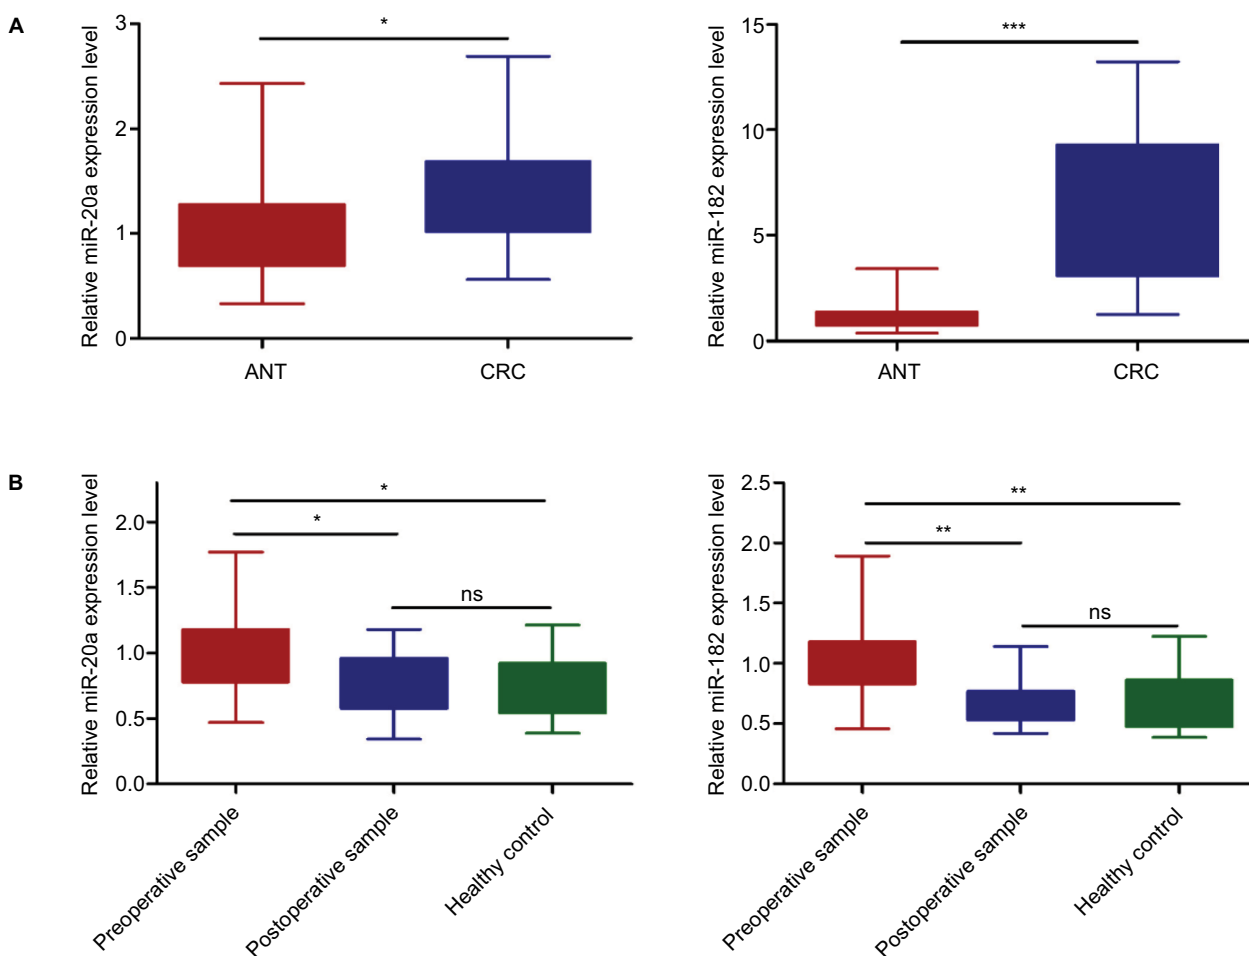 A
Relative miR-20a expression level
3
2
1
0
*
ANT
CRC
Relative miR-182 expression level
15
10
5
0
***
ANT
CRC
B
Relative miR-20a expression level
2.0
1.5
1.0
0.5
0.0
*
*
ns
Preoperative sample
Postoperative sample
Healthy control
Relative miR-182 expression level
2.5
2.0
1.5
1.0
0.5
0.0
**
**
ns
Preoperative sample
Postoperative sample
Healthy control